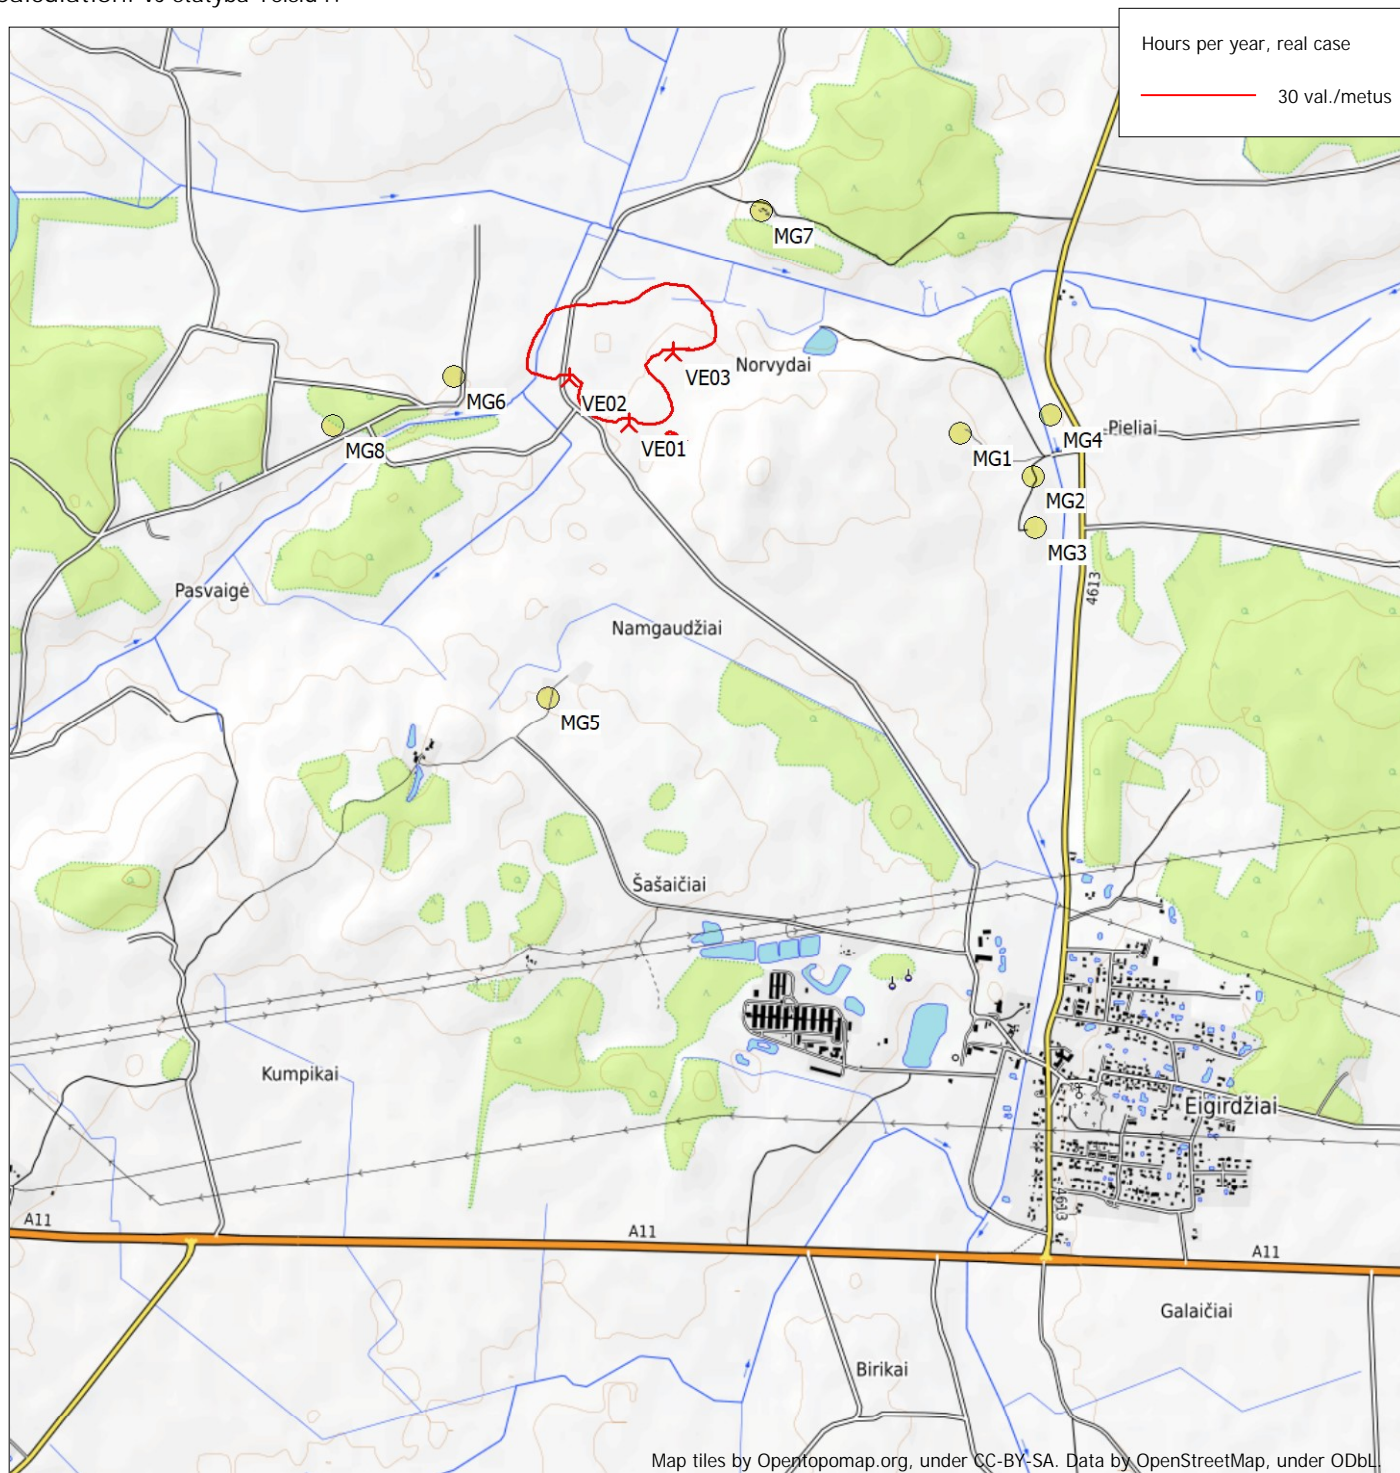 Hours per year, real case
30 val./metus
MG7
Norvydai
VE03
MG6
VE02
MG8
VE01
Pieliai
MG4
MG1
MG2
MG3
4613
Pasvaigė
Namgaudžiai
MG5
Šašaičiai
Kumpikai
Eigirdžiai
4613
A11
A11
A11
Galaičiai
Birikai
Map tiles by Opentopomap.org, under CC-BY-SA. Data by OpenStreetMap, under ODbL.